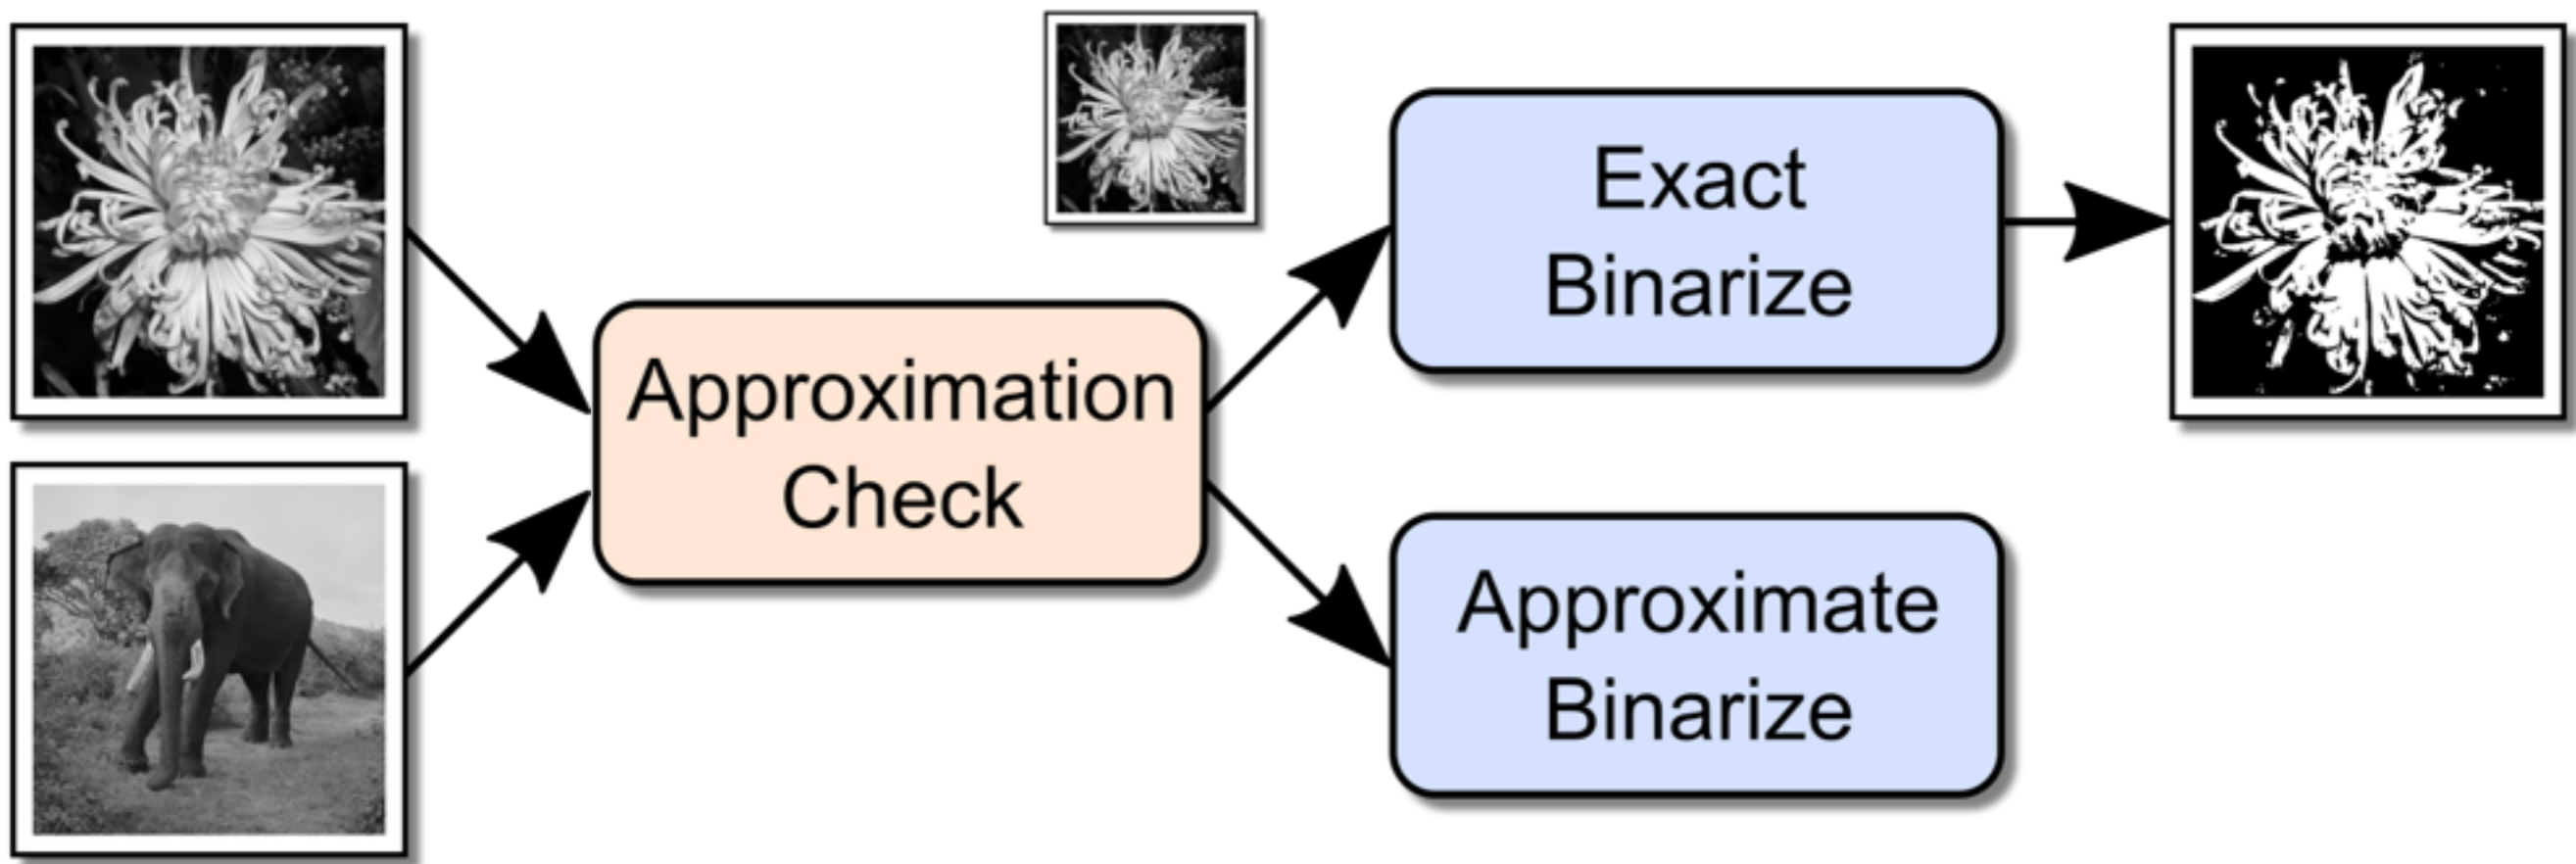 Approximation
Check
Exact
Binarize
Approximate
Binarize